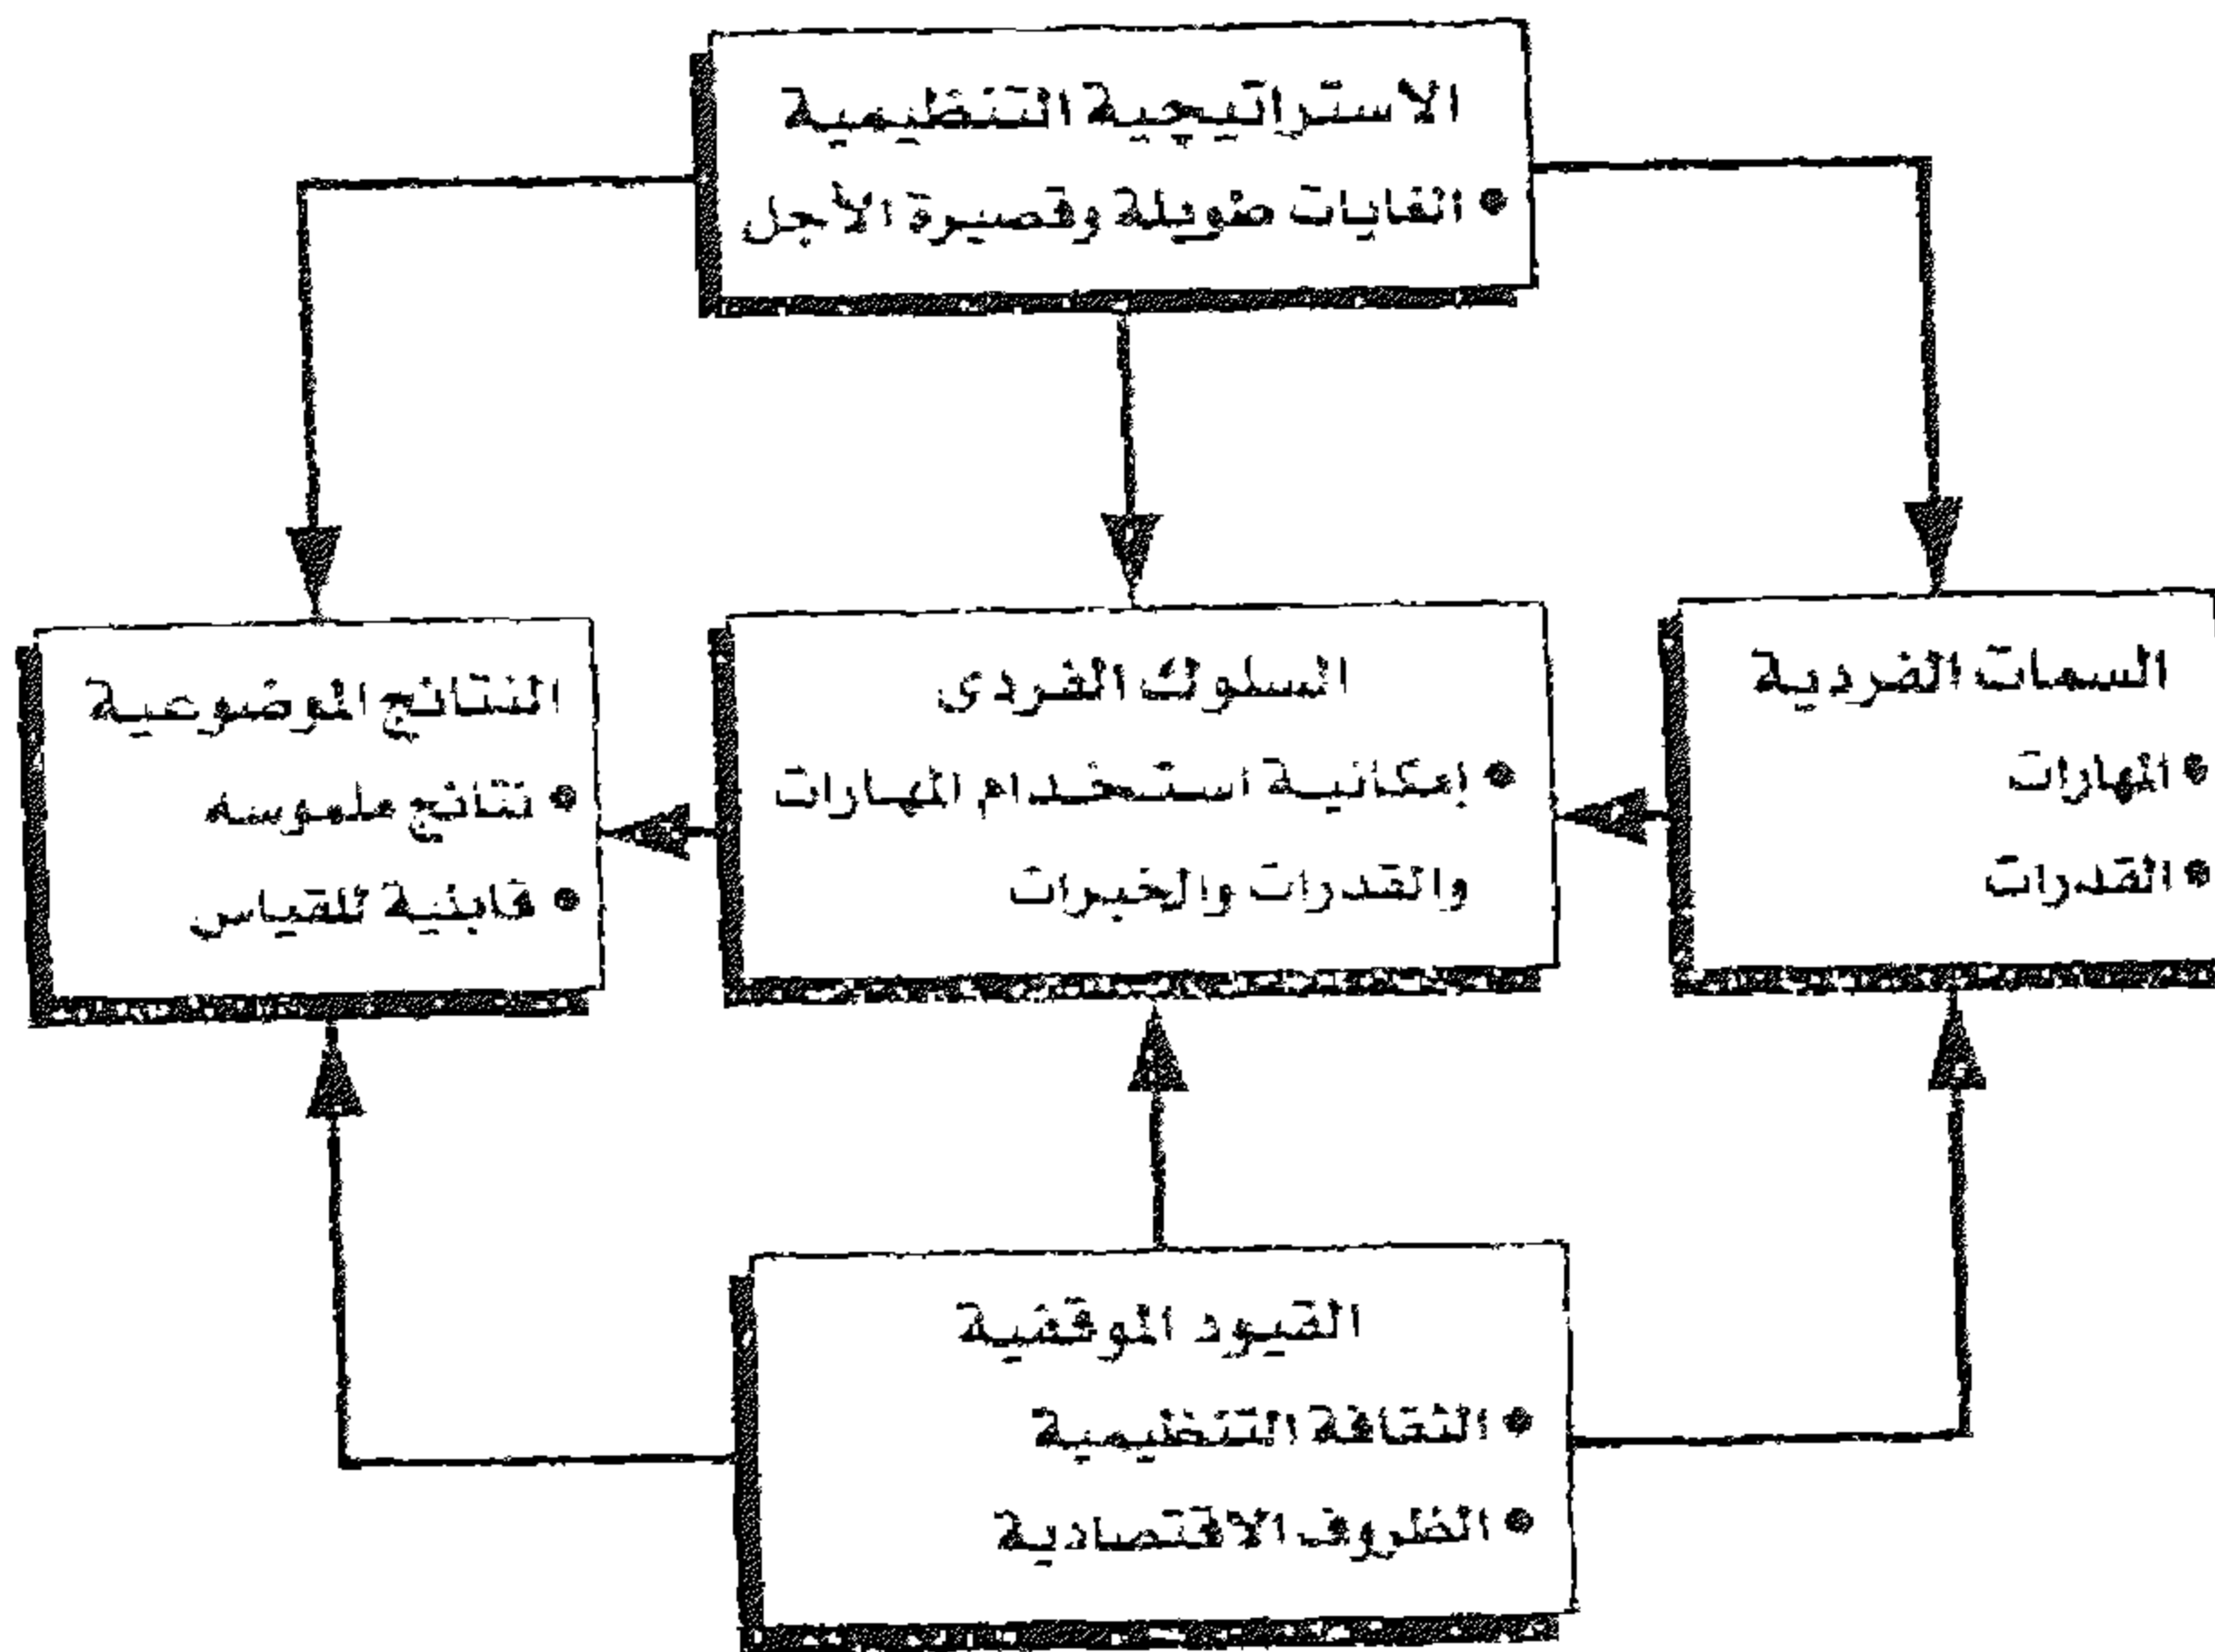 الاستراتيجية التنظيمية
• الغايات طويلة وقصيرة الأجل
السمات الفردية
• المهارات
• القدرات
السلوك الفردى
• إمكانية استخدام المهارات
والقدرات والخبرات
النتائج الموضوعية
• نتائج ملموسه
• قابلية للقياس
القيود الموقفية
• الثقافة التنظيمية
• الظروف الاقتصادية